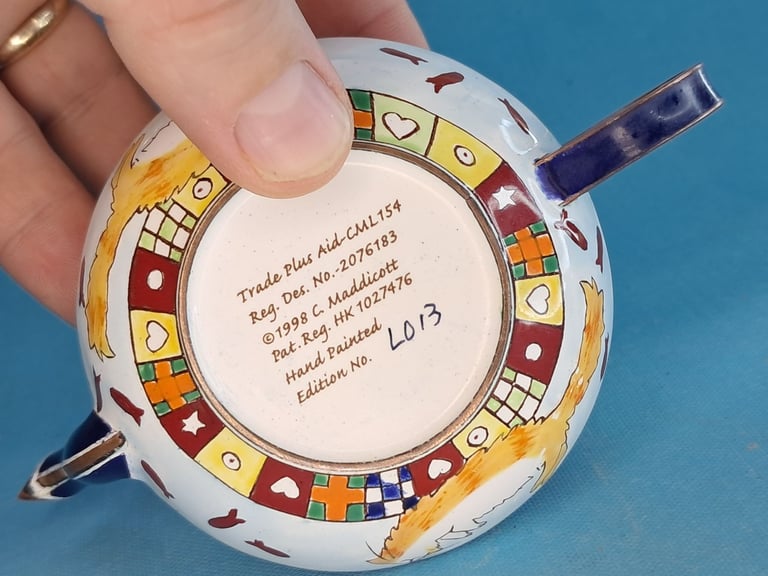 Trade Plus Aid-CML154
Reg. Des. No.-2076183
©1998 C. Maddicott
Pat. Reg. HK 1027476
Hand Painted
Edition No. L013